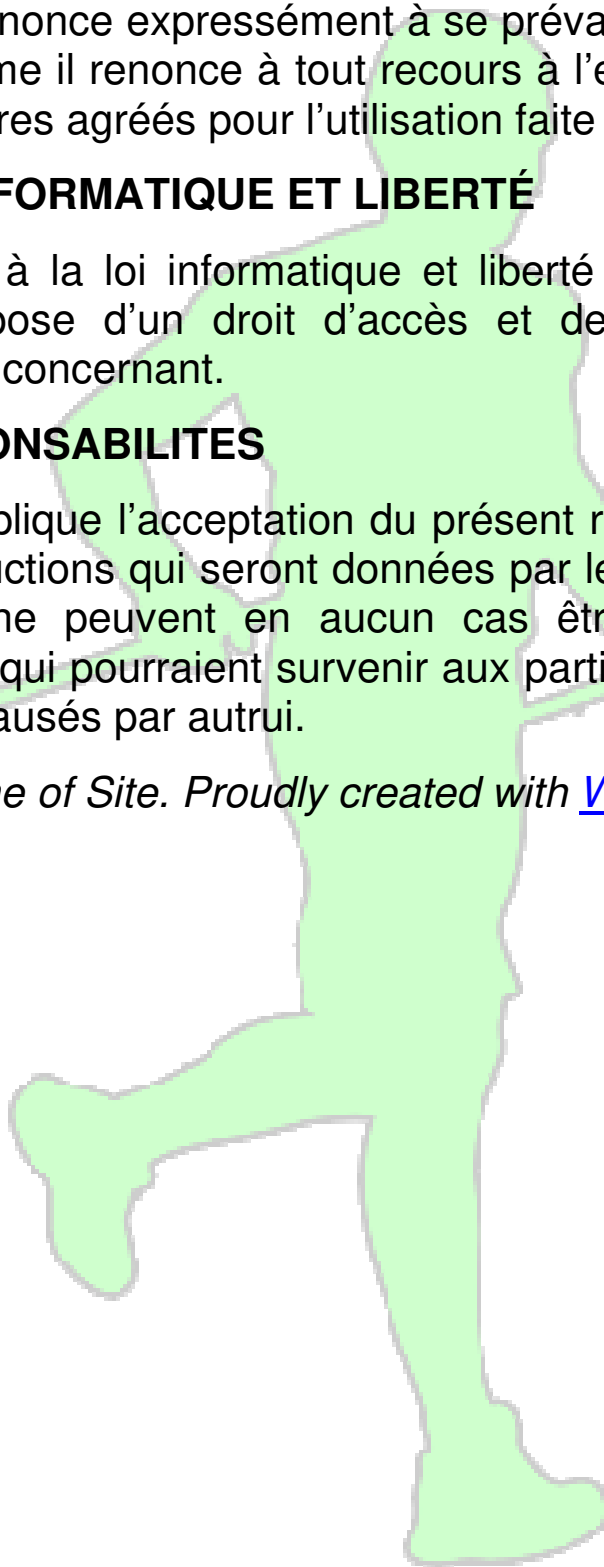 nonce expressément à se préva
me il renonce à tout recours à l'e
res agréés pour l'utilisation faite
FORMATIQUE ET LIBERTÉ
à la loi informatique et liberté
pose d'un droit d'accès et de
concernant.
ONSABILITES
plique l'acceptation du présent r
uctions qui seront données par le
ne peuvent en aucun cas êtr
qui pourraient survenir aux parti
ausés par autrui.
e of Site. Proudly created with W